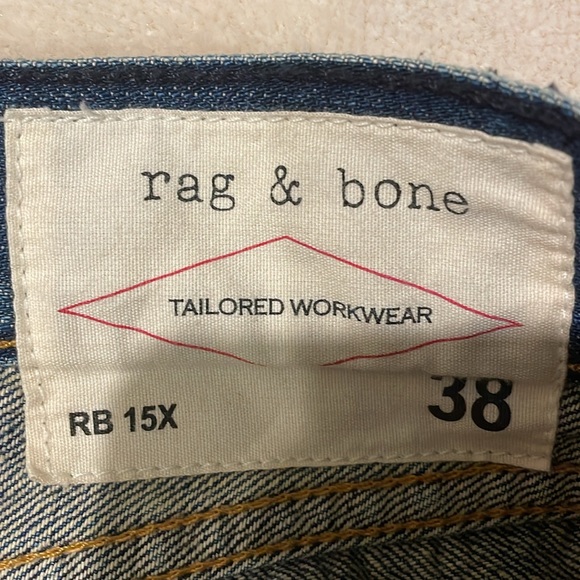 rag & bone
TAILORED WORKWEAR
RB 15X
38